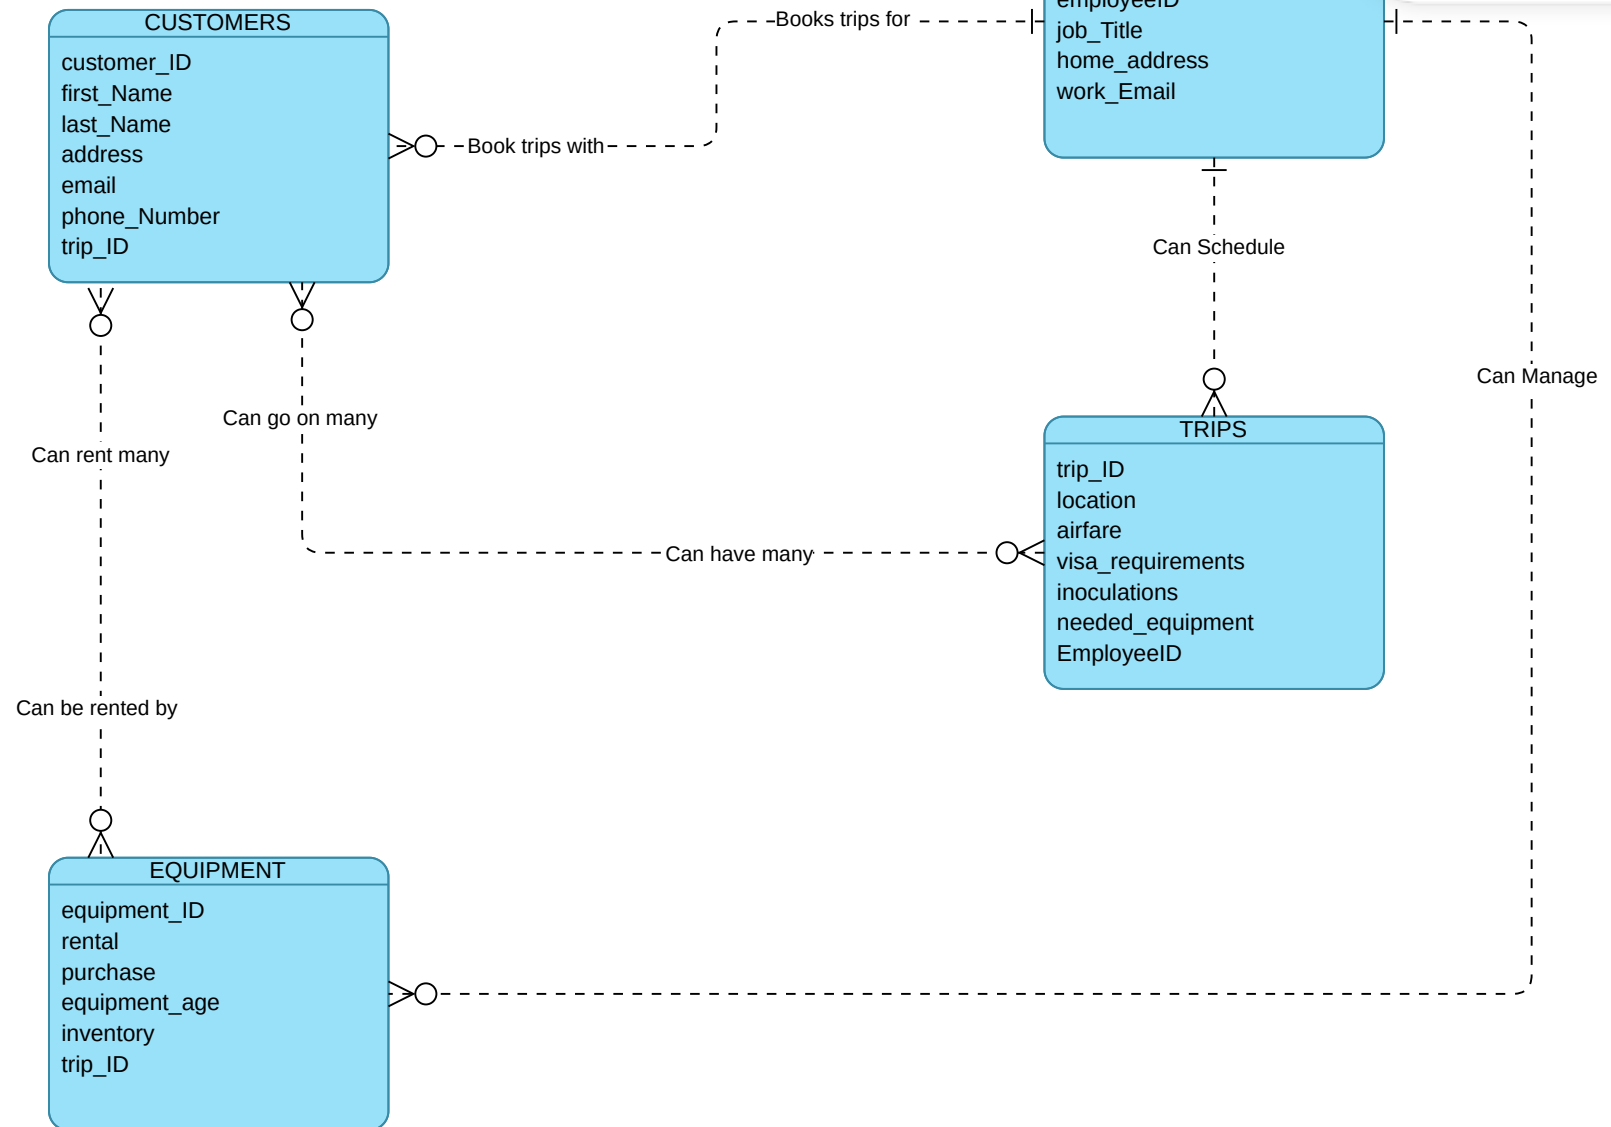 CUSTOMERS
customer_ID
first_Name
last_Name
address
email
phone_Number
trip_ID
Books trips for
Book trips with
employeeID
job_Title
home_address
work_Email
Can Schedule
Can Manage
Can go on many
Can rent many
Can have many
Can be rented by
TRIPS
trip_ID
location
airfare
visa_requirements
inoculations
needed_equipment
EmployeeID
EQUIPMENT
equipment_ID
rental
purchase
equipment_age
inventory
trip_ID